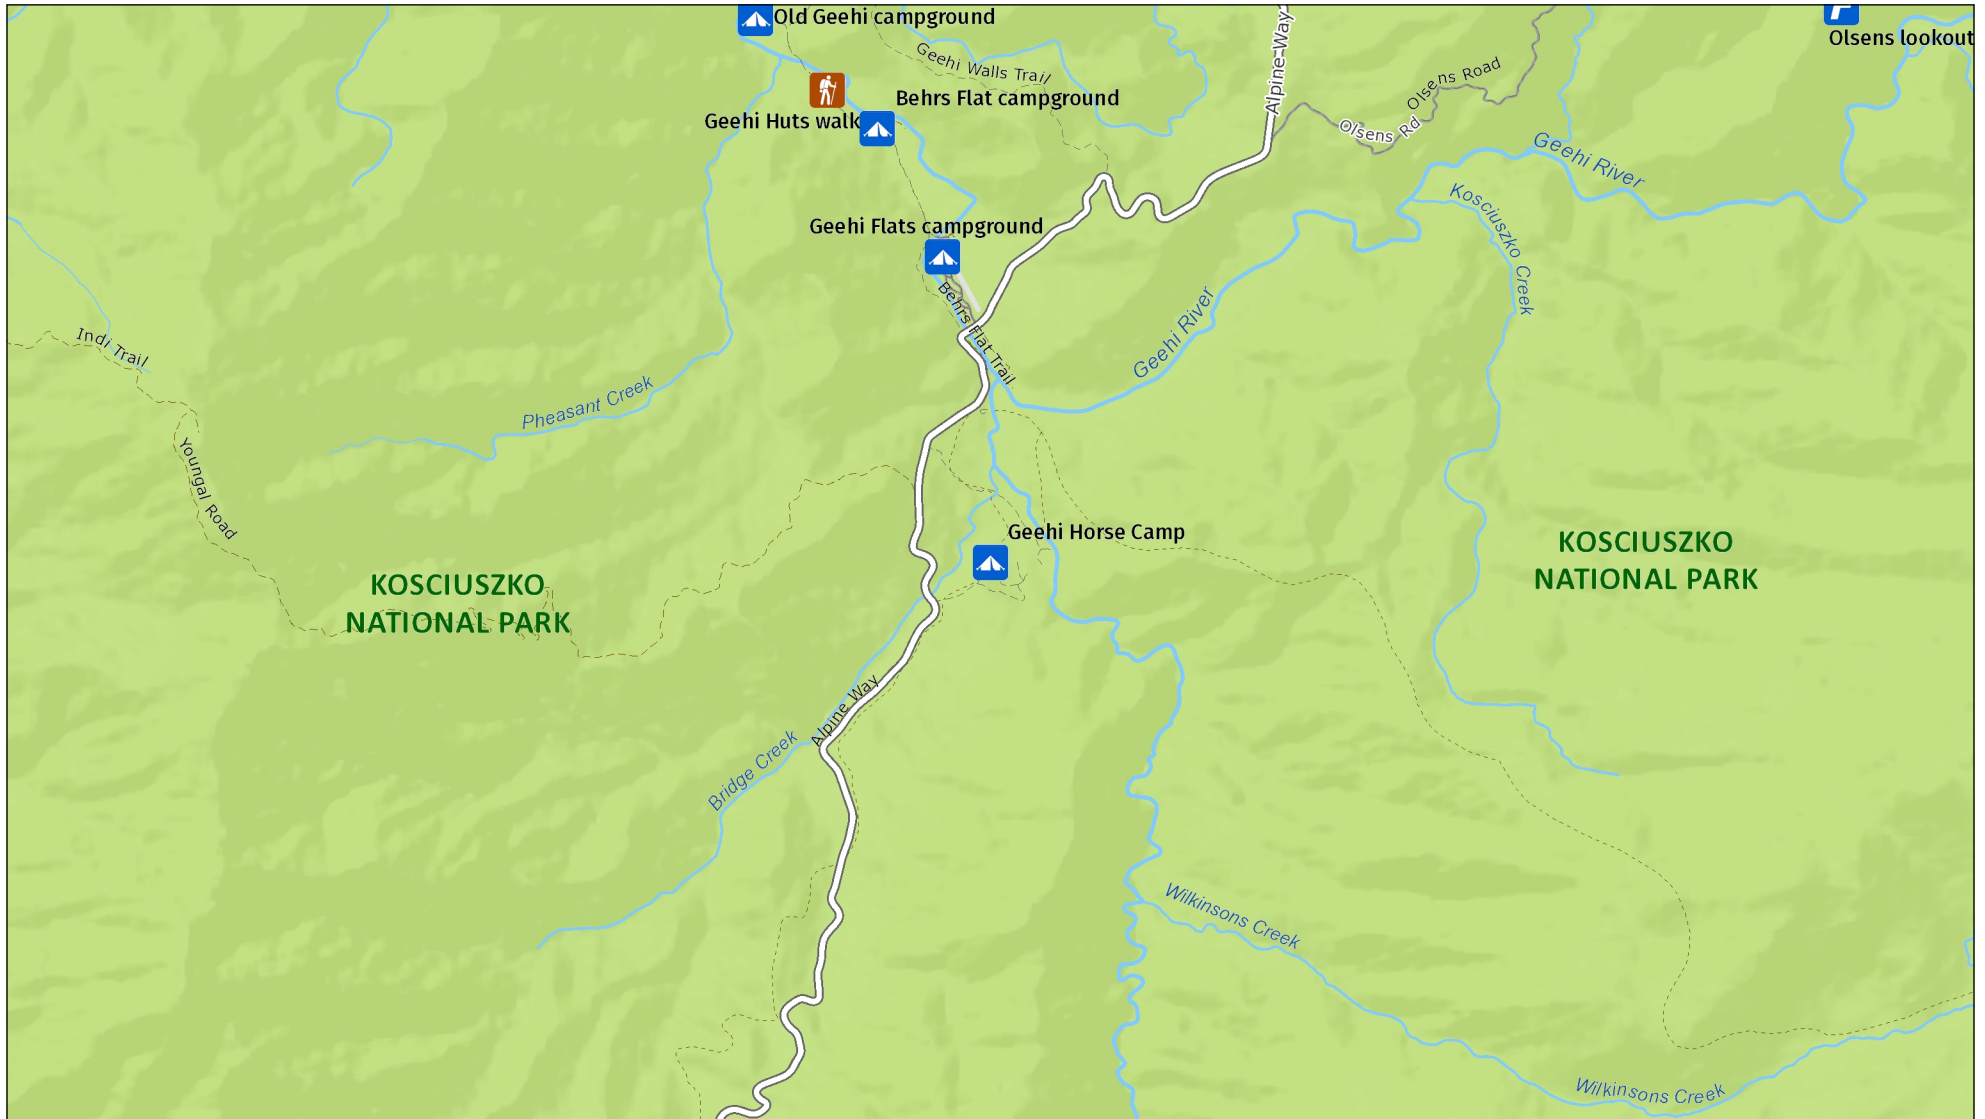 Old Geehi campground
Olsens lookout
Alpine-Way
Geehi Walls Trail
Olsens Road
Behrs Flat campground
Geehi Huts walk
Olsens Rd
Geehi River
Kosciuszko Creek
Geehi Flats campground
Behrs Flat Trail
Geehi River
Indi Trail
Pheasant Creek
Youngal Road
Geehi Horse Camp
KOSCIUSZKO
NATIONAL PARK
KOSCIUSZKO
NATIONAL PARK
Alpine Way
Bridge Creek
Wilkinsons Creek
Wilkinsons Creek